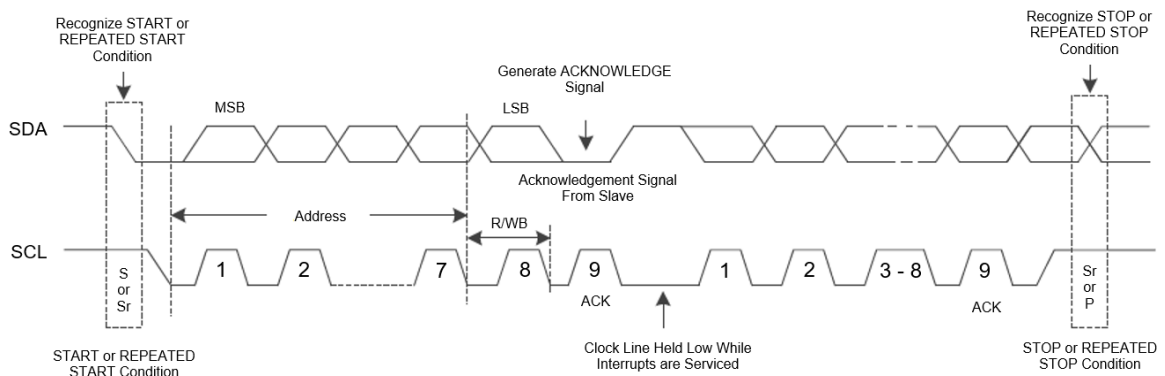 Recognize START or
REPEATED START
Condition
Recognize STOP or
REPEATED STOP
Condition
Generate ACKNOWLEDGE
Signal
MSB
LSB
SDA
Acknowledgement Signal
From Slave
Address
R/WB
SCL
S
or
Sr
1
2
7
8
9
1
2
3 - 8
9
Sr
or
P
ACK
ACK
START or REPEATED
START Condition
Clock Line Held Low While
Interrupts are Serviced
STOP or REPEATED
STOP Condition